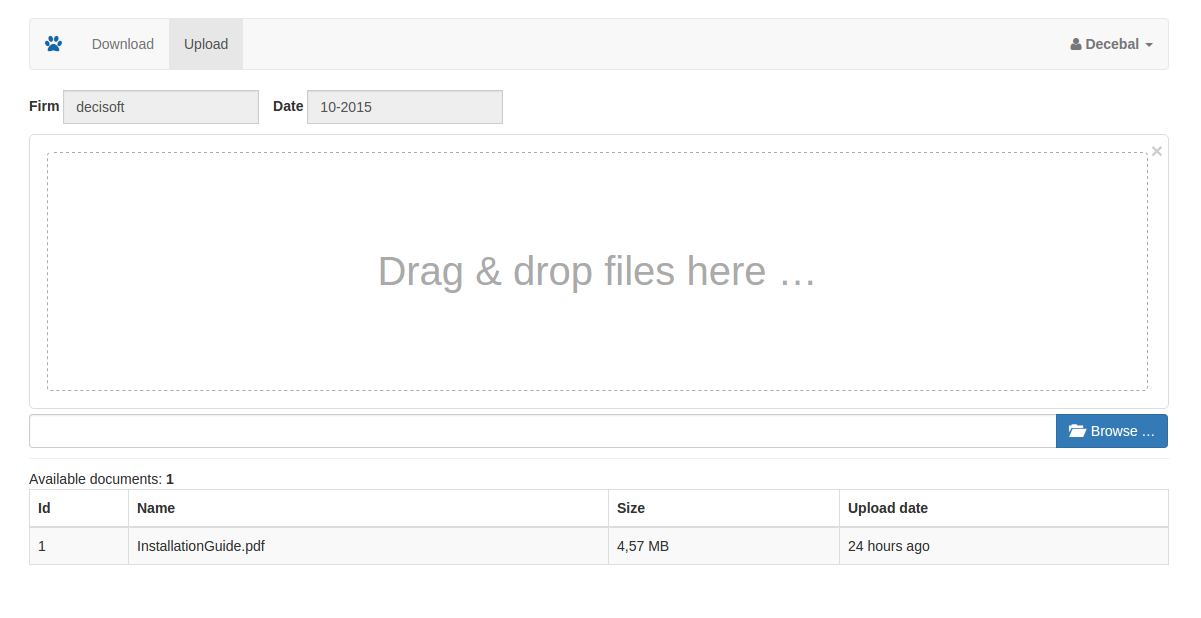 Download Upload Decebal
Firm decisoft Date 10-2015
×
Drag & drop files here …
Browse …
Available documents: 1
Id Name Size Upload date
1 InstallationGuide.pdf 4,57 MB 24 hours ago